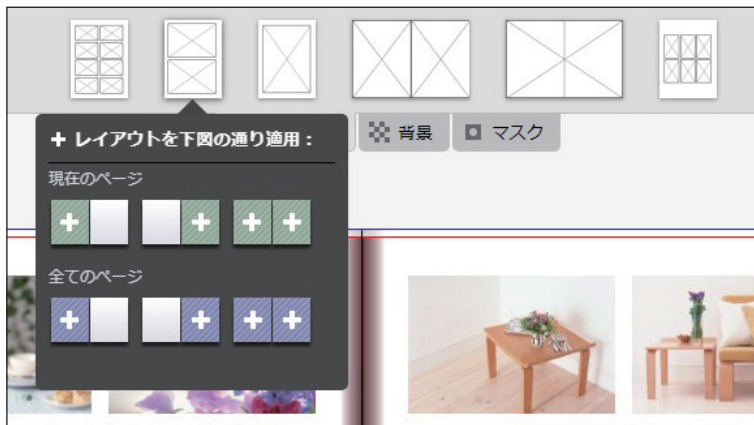 背景
マスク
+ レイアウトを下図の通り適用：
現在のページ
全てのページ